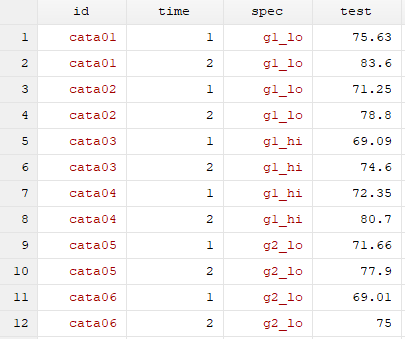 id time spec test
1 cata01 1 g1_lo 75.63
2 cata01 2 g1_lo 83.6
3 cata02 1 g1_lo 71.25
4 cata02 2 g1_lo 78.8
5 cata03 1 g1_hi 69.09
6 cata03 2 g1_hi 74.6
7 cata04 1 g1_hi 72.35
8 cata04 2 g1_hi 80.7
9 cata05 1 g2_lo 71.66
10 cata05 2 g2_lo 77.9
11 cata06 1 g2_lo 69.01
12 cata06 2 g2_lo 75